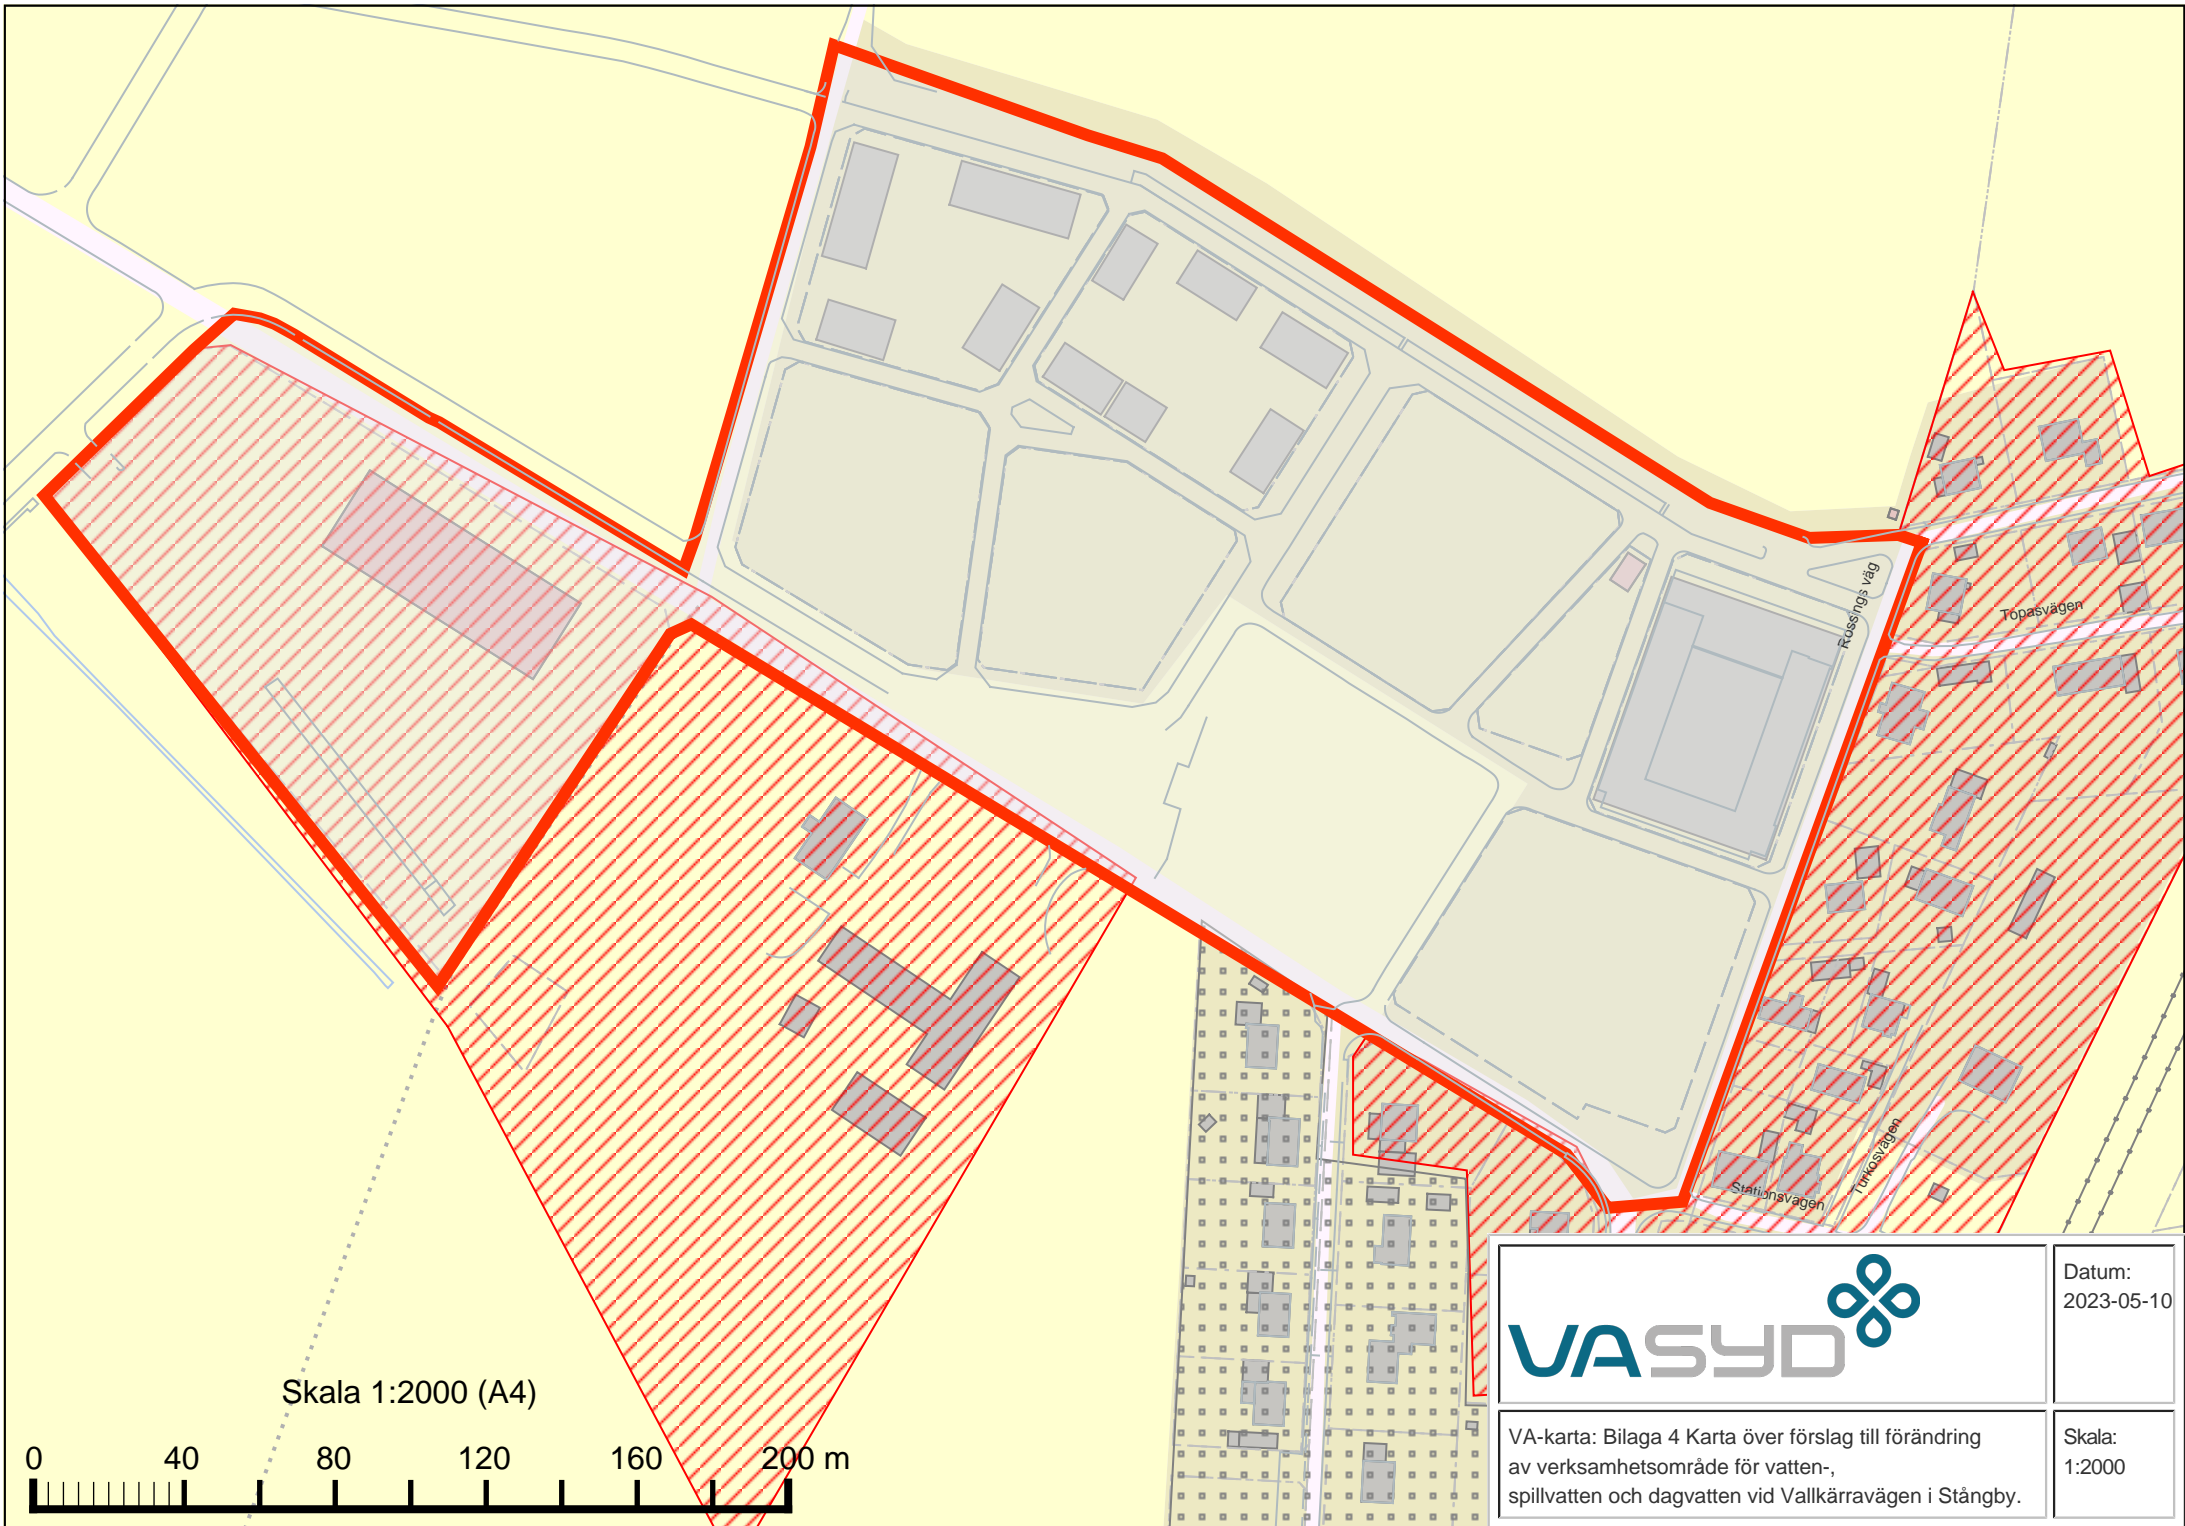 Rossings väg
Topasvägen
Turkosvägen
Stationsvägen
Skala 1:2000 (A4)
0 40 80 120 160 200 m
VA SYD
Datum:
2023-05-10
VA-karta: Bilaga 4 Karta över förslag till förändring
av verksamhetsområde för vatten-,
spillvatten och dagvatten vid Vallkärravägen i Stångby.
Skala:
1:2000